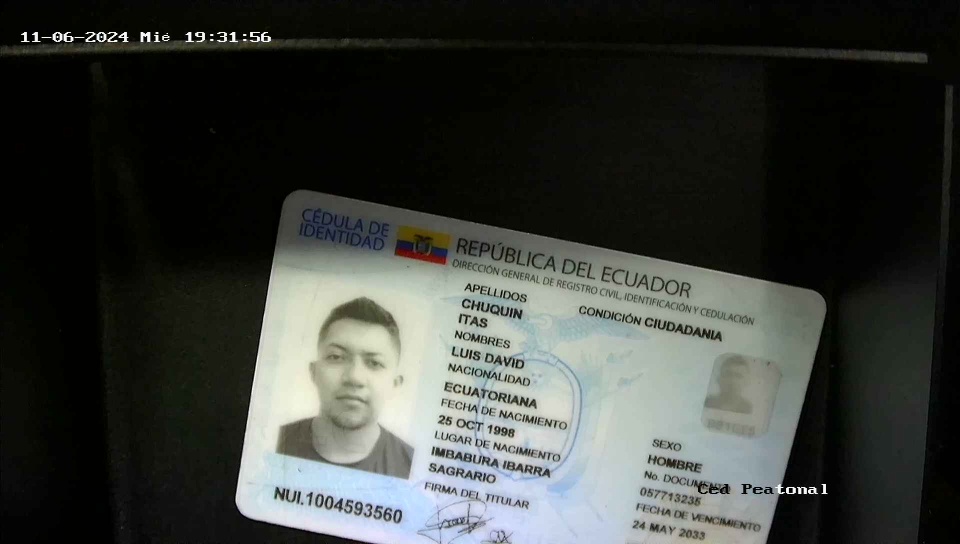 11-06-2024 Mié 19:31:56
CÉDULA DE
IDENTIDAD
REPÚBLICA DEL ECUADOR
DIRECCIÓN GENERAL DE REGISTRO CIVIL, IDENTIFICACIÓN Y CEDULACIÓN
APELLIDOS
CHUQUIN
ITAS
CONDICIÓN CIUDADANIA
NOMBRES
LUIS DAVID
NACIONALIDAD
ECUATORIANA
FECHA DE NACIMIENTO
25 OCT 1998
LUGAR DE NACIMIENTO
IMBABURA IBARRA
SAGRARIO
FIRMA DEL TITULAR
SEXO
HOMBRE
No.
057713235
FECHA DE VENCIMIENTO
24 MAY 2033
NUI.1004593560
Ced Peatonal